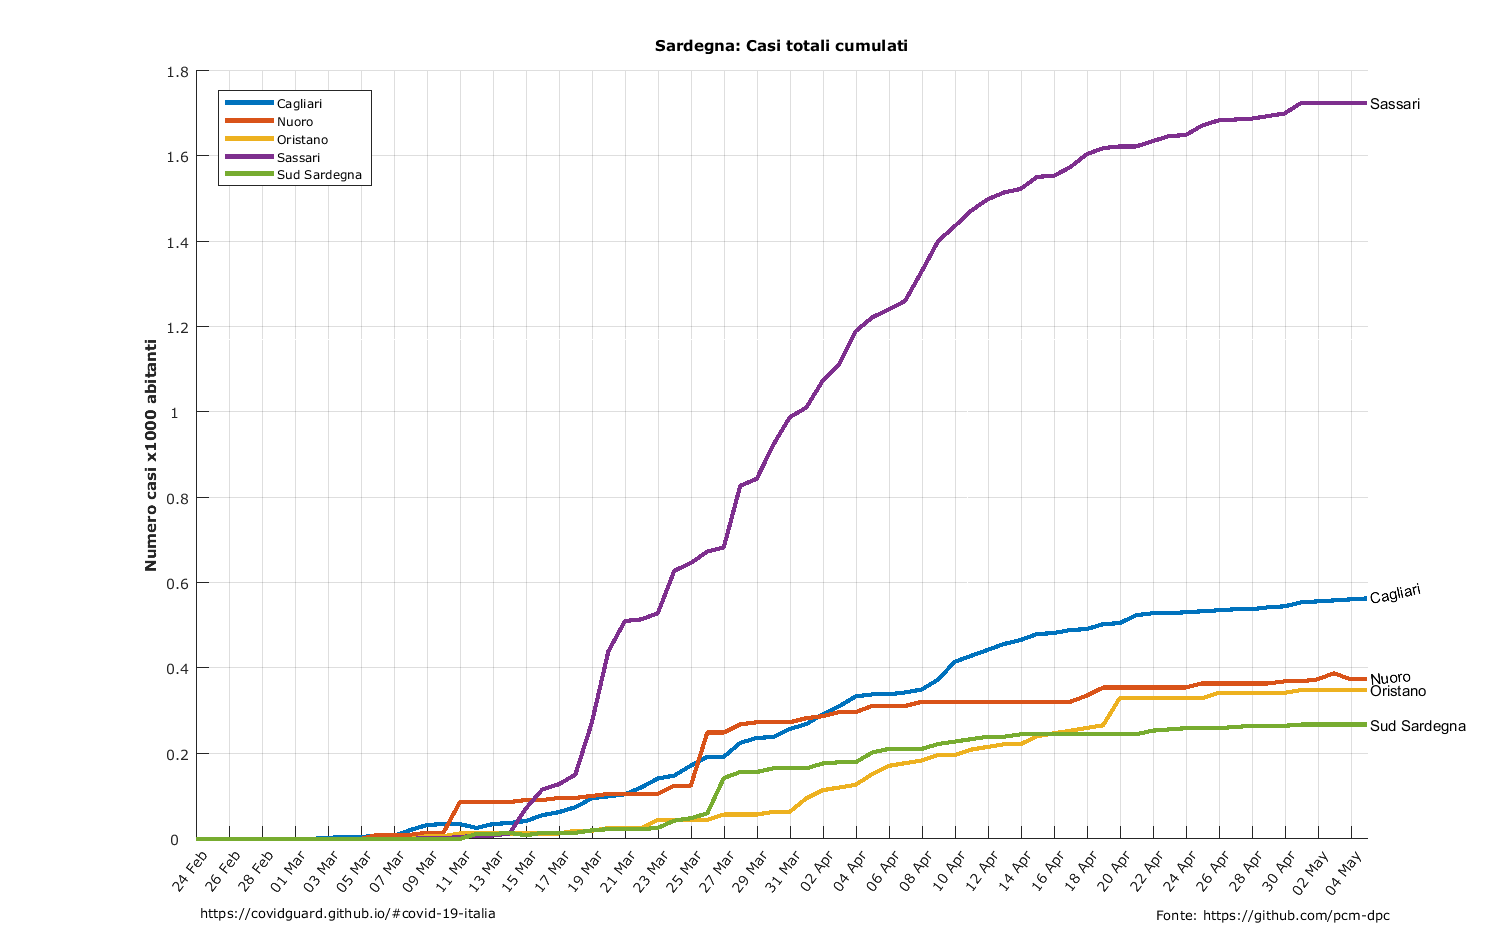 Sardegna: Casi totali cumulati
Numero casi x1000 abitanti
1.8
1.6
1.4
1.2
1
0.8
0.6
0.4
0.2
0
Cagliari
Nuoro
Oristano
Sassari
Sud Sardegna
Sassari
Cagliari
Nuoro
Oristano
Sud Sardegna
24 Feb
26 Feb
28 Feb
01 Mar
03 Mar
05 Mar
07 Mar
09 Mar
11 Mar
13 Mar
15 Mar
17 Mar
19 Mar
21 Mar
23 Mar
25 Mar
27 Mar
29 Mar
31 Mar
02 Apr
04 Apr
06 Apr
08 Apr
10 Apr
12 Apr
14 Apr
16 Apr
18 Apr
20 Apr
22 Apr
24 Apr
26 Apr
28 Apr
30 Apr
02 May
04 May
https://covidguard.github.io/#covid-19-italia
Fonte: https://github.com/pcm-dpc